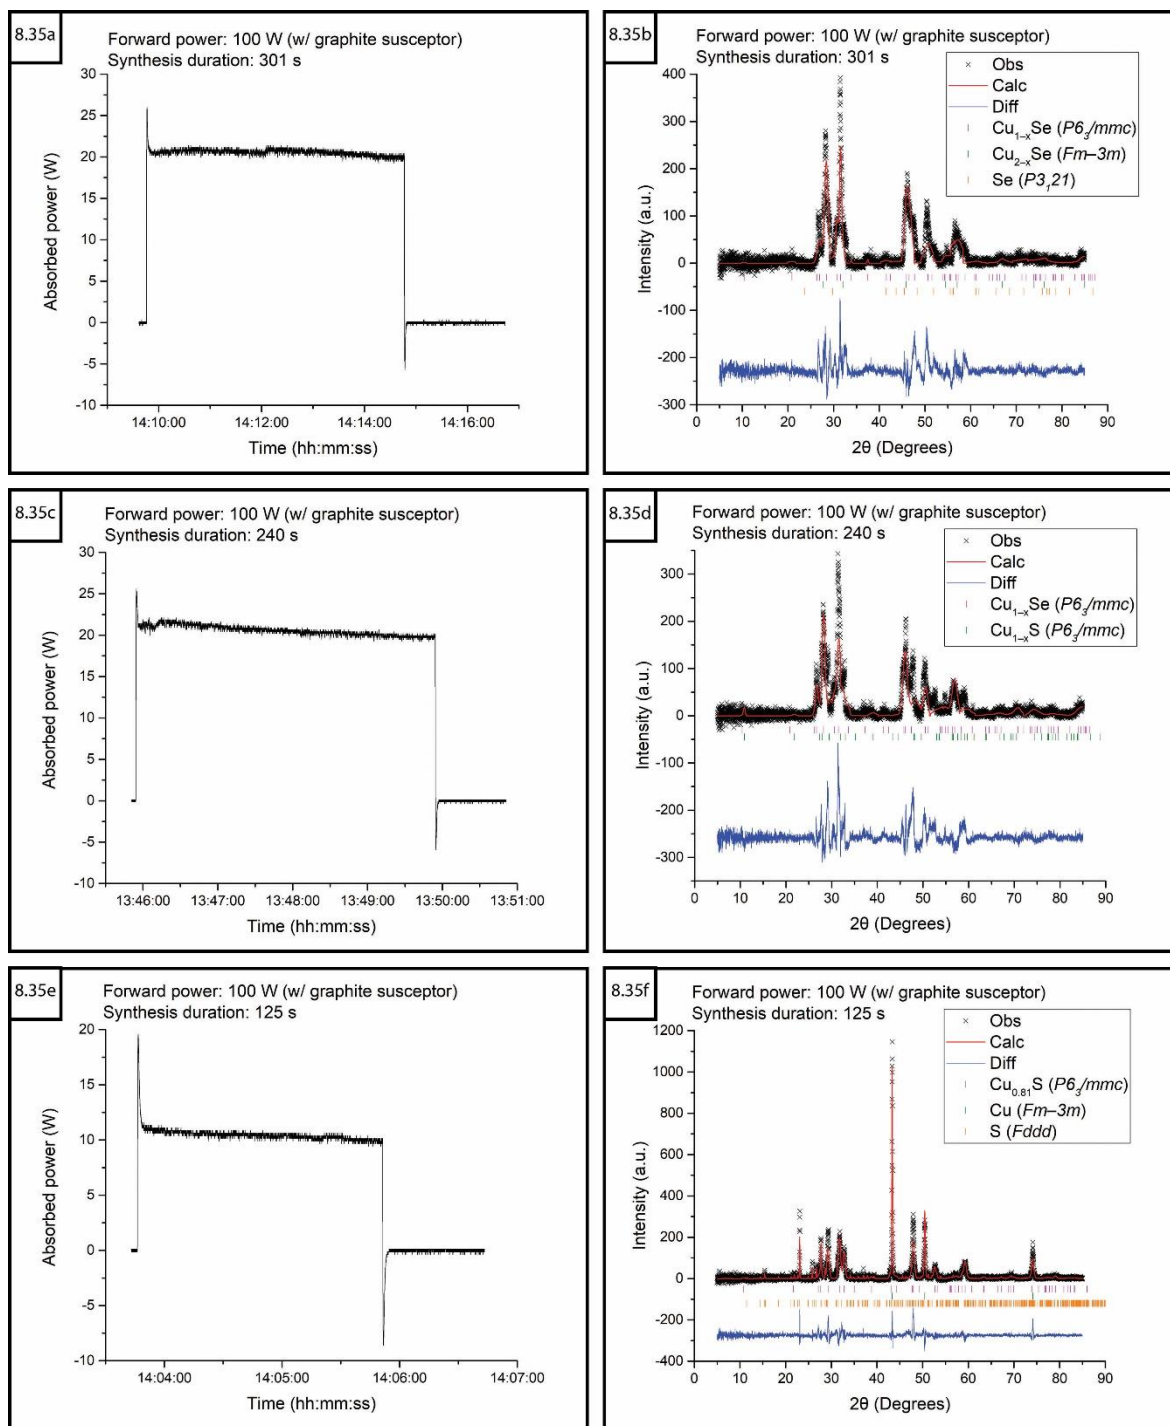 8.35a
Forward power: 100 W (w/ graphite susceptor)
Synthesis duration: 301 s
30
25
20
15
10
5
0
-5
-10
Absorbed power (W)
14:10:00 14:12:00 14:14:00 14:16:00
Time (hh:mm:ss)
8.35b
Forward power: 100 W (w/ graphite susceptor)
Synthesis duration: 301 s
Obs
Calc
Diff
Cu1–xSe (P63/mmc)
Cu2–xSe (Fm–3m)
Se (P3121)
400
300
200
100
0
-100
-200
-300
Intensity (a.u.)
0 10 20 30 40 50 60 70 80 90
2θ (Degrees)
8.35c
Forward power: 100 W (w/ graphite susceptor)
Synthesis duration: 240 s
30
25
20
15
10
5
0
-5
-10
Absorbed power (W)
13:46:00 13:47:00 13:48:00 13:49:00 13:50:00 13:51:00
Time (hh:mm:ss)
8.35d
Forward power: 100 W (w/ graphite susceptor)
Synthesis duration: 240 s
Obs
Calc
Diff
Cu1–xSe (P63/mmc)
Cu1–xS (P63/mmc)
300
200
100
0
-100
-200
-300
Intensity (a.u.)
0 10 20 30 40 50 60 70 80 90
2θ (Degrees)
8.35e
Forward power: 100 W (w/ graphite susceptor)
Synthesis duration: 125 s
20
15
10
5
0
-5
-10
Absorbed power (W)
14:04:00 14:05:00 14:06:00 14:07:00
Time (hh:mm:ss)
8.35f
Forward power: 100 W (w/ graphite susceptor)
Synthesis duration: 125 s
Obs
Calc
Diff
Cu0.81S (P63/mmc)
Cu (Fm–3m)
S (Fddd)
1200
1000
800
600
400
200
0
-200
-400
Intensity (a.u.)
0 10 20 30 40 50 60 70 80 90
2θ (Degrees)